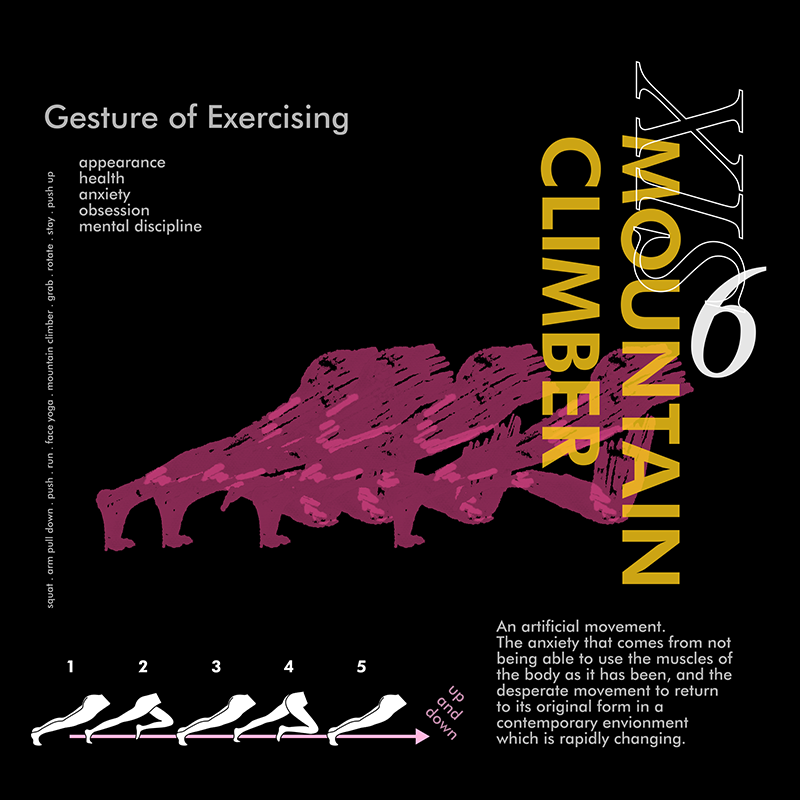 Gesture of Exercising
appearance
health
anxiety
obsession
mental discipline
squat . arm pull down . push . run . face yoga . mountain climber . grab . rotate . stay . push up
SIX
6
MOUNTAIN
CLIMBER
1 2 3 4 5
up
and
down
An artificial movement.
The anxiety that comes from not
being able to use the muscles of
the body as it has been, and the
desperate movement to return
to its original form in a
contemporary envionment
which is rapidly changing.